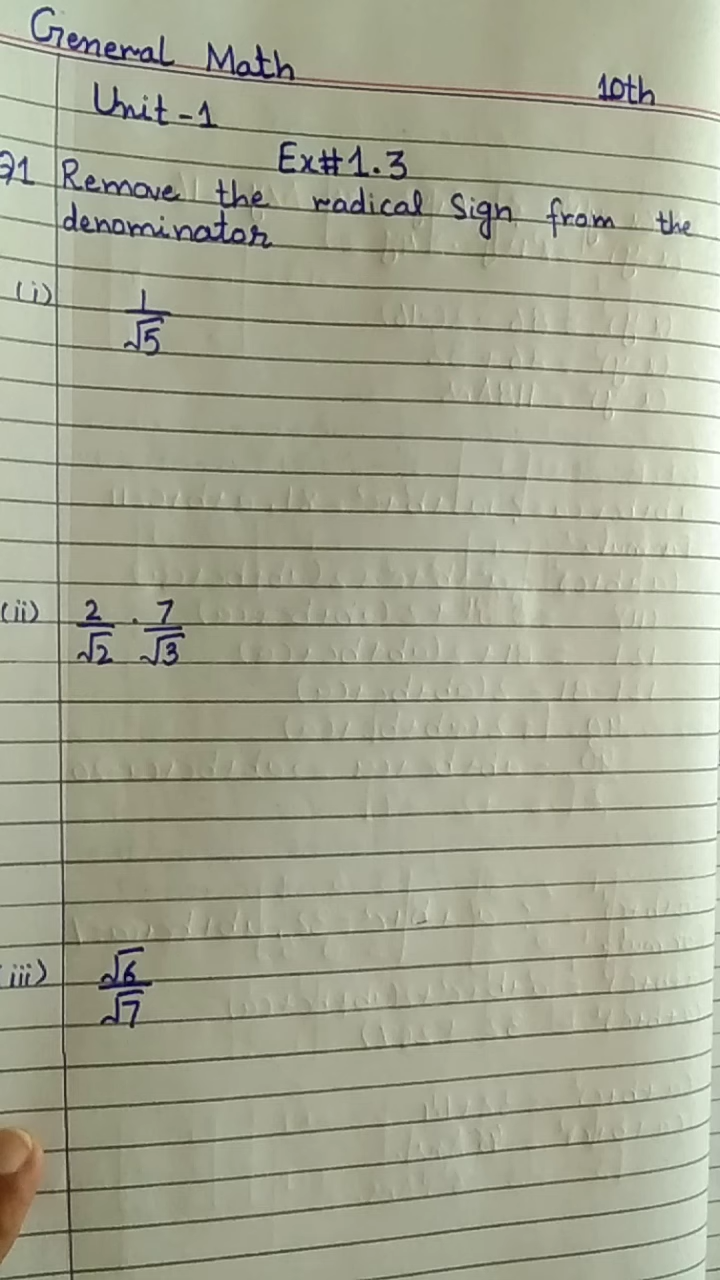 General Math
10th
Unit-1
Ex#1.3
Q1 Remove the radical Sign from the
denominator
(i) 1/√5
(ii) 2/√2 · 7/√3
(iii) √6/√7